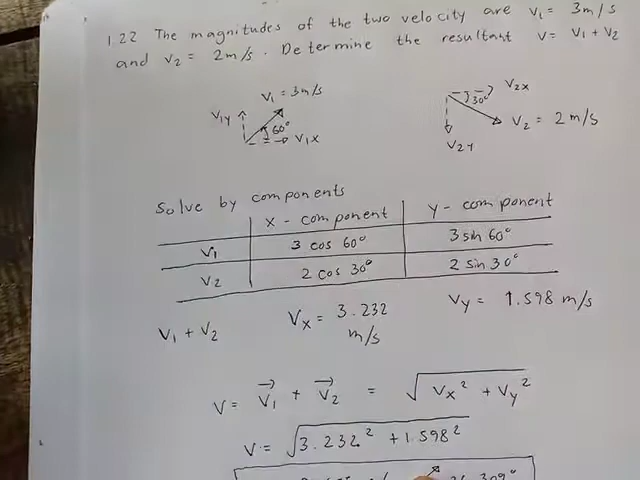 1.22 The magnitudes of the two velocity are V₁ = 3m/s
and V₂ = 2m/s. Determine the resultant V = V₁ + V₂
V₁ = 3m/s
V₁Y
60°
V₁X
V₂X
30°
V₂ = 2m/s
V₂Y
Solve by components
X - component Y - component
V₁ 3 cos 60° 3 sin 60°
V₂ 2 cos 30° 2 sin 30°
V₁ + V₂ Vx = 3.232 m/s Vy = 1.598 m/s
V = V₁→ + V₂→ = √(Vx² + Vy²)
V = √(3.232² + 1.598²)